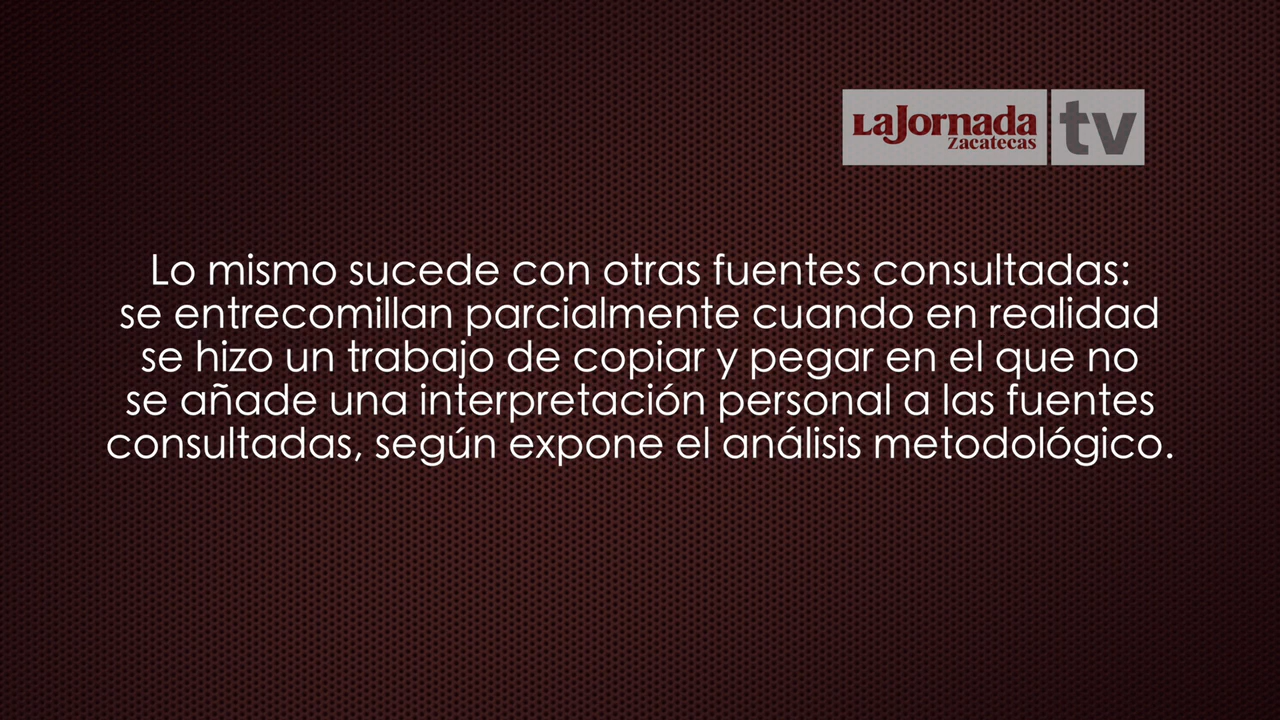 LaJornada
Zacatecas
tv
Lo mismo sucede con otras fuentes consultadas:
se entrecomillan parcialmente cuando en realidad
se hizo un trabajo de copiar y pegar en el que no
se añade una interpretación personal a las fuentes
consultadas, según expone el análisis metodológico.